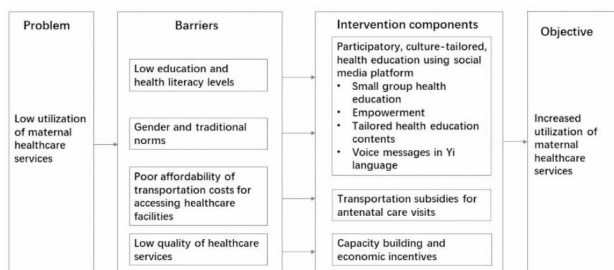 Problem
Low utilization
of maternal
healthcare
services
Barriers
Low education and
health literacy levels
Gender and traditional
norms
Poor affordability of
transportation costs for
accessing healthcare
facilities
Low quality of healthcare
services
Intervention components
Participatory, culture-tailored,
health education using social
media platform
• Small group health
education
• Empowerment
• Tailored health education
contents
• Voice messages in Yi
language
Transportation subsidies for
antenatal care visits
Capacity building and
economic incentives
Objective
Increased
utilization of
maternal
healthcare
services